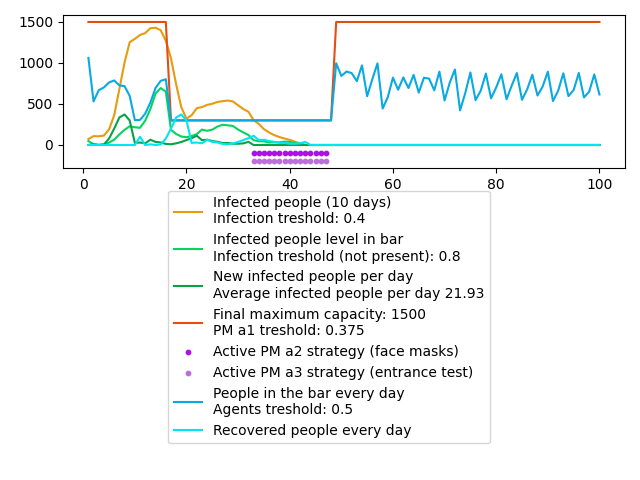 1500
1000
500
0
0 20 40 60 80 100
Infected people (10 days)
Infection treshold: 0.4
Infected people level in bar
Infection treshold (not present): 0.8
New infected people per day
Average infected people per day 21.93
Final maximum capacity: 1500
PM a1 treshold: 0.375
Active PM a2 strategy (face masks)
Active PM a3 strategy (entrance test)
People in the bar every day
Agents treshold: 0.5
Recovered people every day